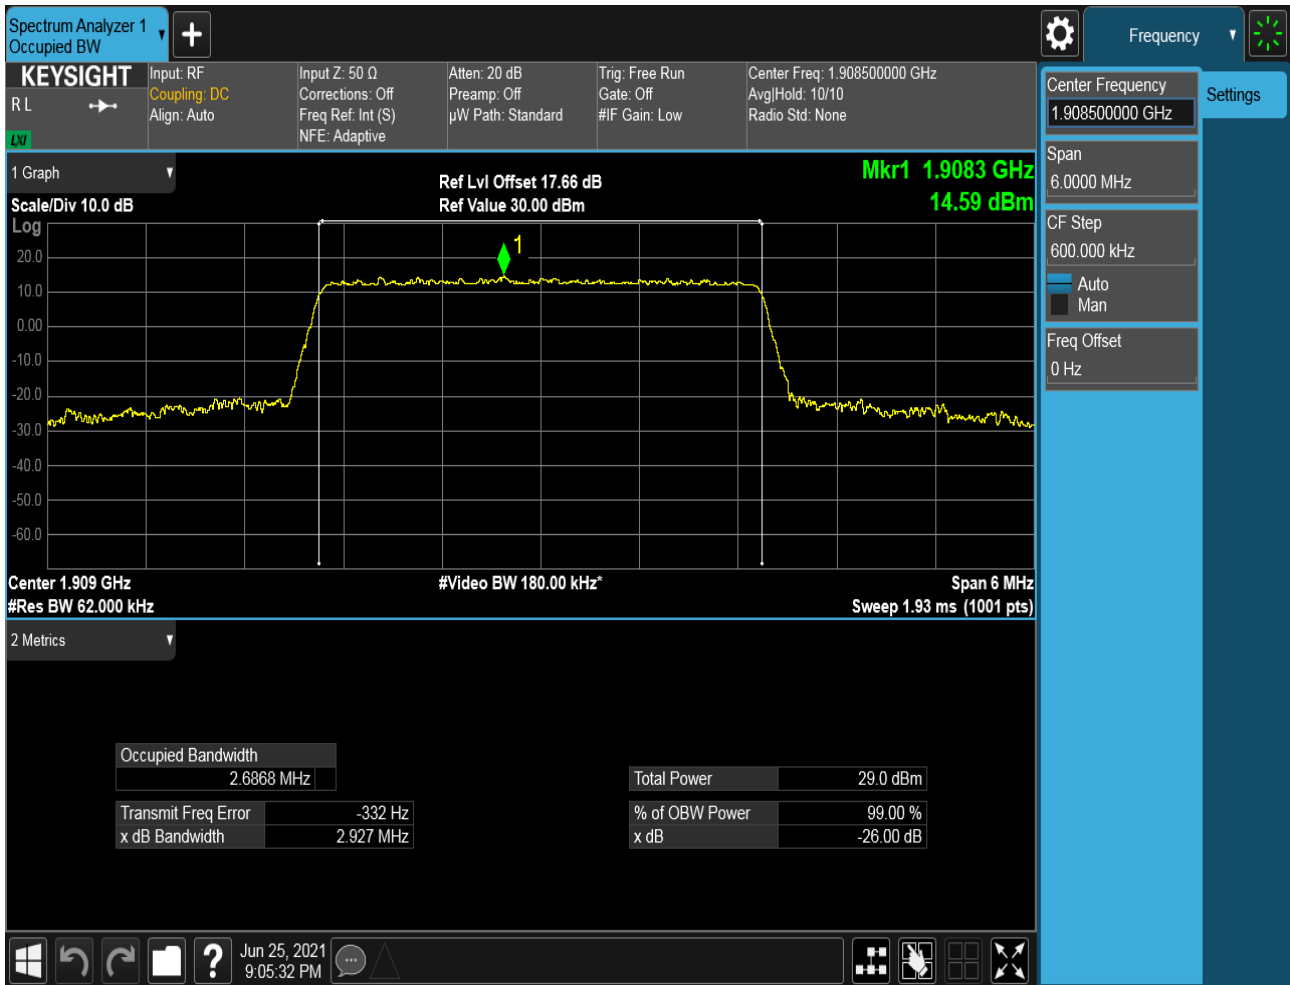 Spectrum Analyzer 1
Occupied BW
Frequency
KEYSIGHT
R L
LXI
Input: RF
Coupling: DC
Align: Auto
Input Z: 50 Ω
Corrections: Off
Freq Ref: Int (S)
NFE: Adaptive
Atten: 20 dB
Preamp: Off
µW Path: Standard
Trig: Free Run
Gate: Off
#IF Gain: Low
Center Freq: 1.908500000 GHz
Avg|Hold: 10/10
Radio Std: None
Center Frequency
1.908500000 GHz
Settings
Span
6.0000 MHz
CF Step
600.000 kHz
Auto
Man
Freq Offset
0 Hz
1 Graph
Scale/Div 10.0 dB
Ref Lvl Offset 17.66 dB
Ref Value 30.00 dBm
Mkr1 1.9083 GHz
14.59 dBm
Log
20.0
10.0
0.00
-10.0
-20.0
-30.0
-40.0
-50.0
-60.0
1
Center 1.909 GHz
#Video BW 180.00 kHz*
Span 6 MHz
#Res BW 62.000 kHz
Sweep 1.93 ms (1001 pts)
2 Metrics
Occupied Bandwidth
2.6868 MHz
Transmit Freq Error -332 Hz
x dB Bandwidth 2.927 MHz
Total Power 29.0 dBm
% of OBW Power 99.00 %
x dB -26.00 dB
Jun 25, 2021
9:05:32 PM